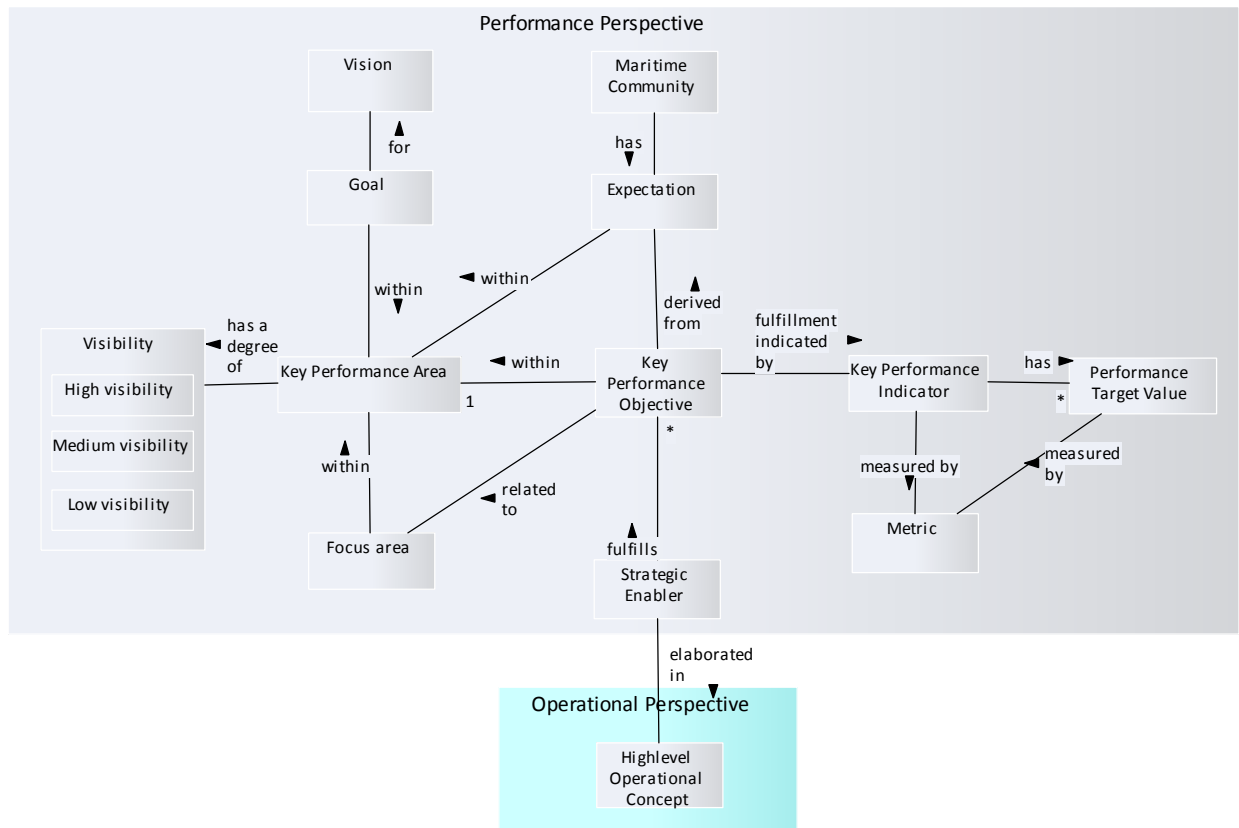 Performance Perspective
Vision
Maritime
Community
for
has
Goal
Expectation
within
within
derived
from
fulfillment
indicated
by
has a
degree
of
Visibility
High visibility
Medium visibility
Low visibility
Key Performance Area
1
within
Key
Performance
Objective
*
Key Performance
Indicator
has
*
Performance
Target Value
within
related
to
measured by
measured
by
Focus area
fulfills
Strategic
Enabler
Metric
elaborated
in
Operational Perspective
Highlevel
Operational
Concept